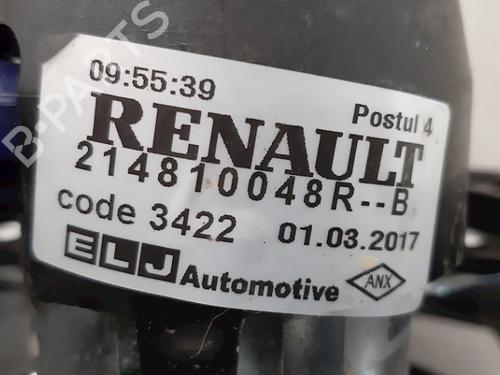 09:55:39
Postul 4
RENAULT
214810048R--B
code 3422 01.03.2017
ELJ Automotive
ANX
B-PARTS